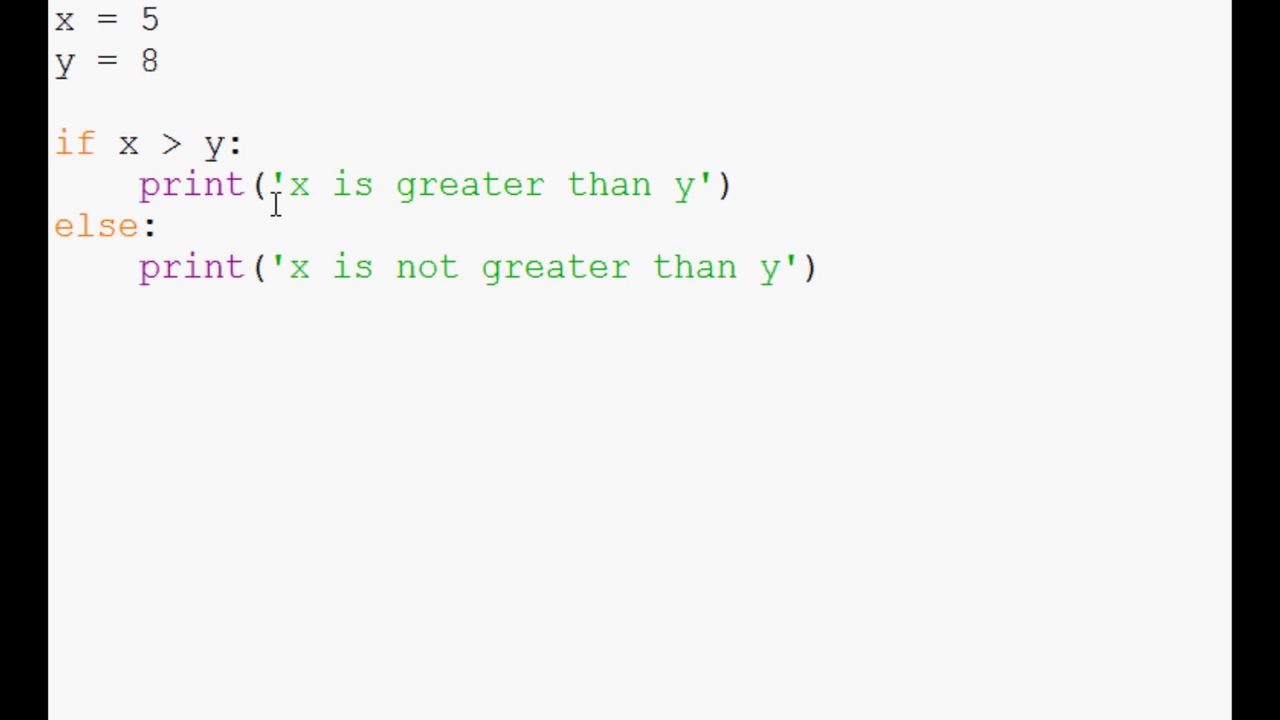 x = 5
y = 8
if x > y:
    print('x is greater than y')
else:
    print('x is not greater than y')